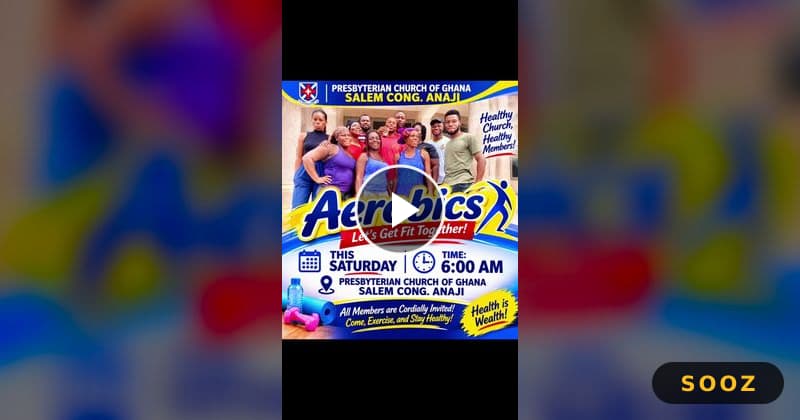 PRESBYTERIAN CHURCH OF GHANA
SALEM CONG. ANAJI
Healthy
Church,
Healthy
Members!
Aerobics
Let's Get Fit Together!
THIS
SATURDAY
TIME:
6:00 AM
PRESBYTERIAN CHURCH OF GHANA
SALEM CONG. ANAJI
All Members are Cordially Invited!
Come, Exercise, and Stay Healthy!
Health is
Wealth!
SOOZ